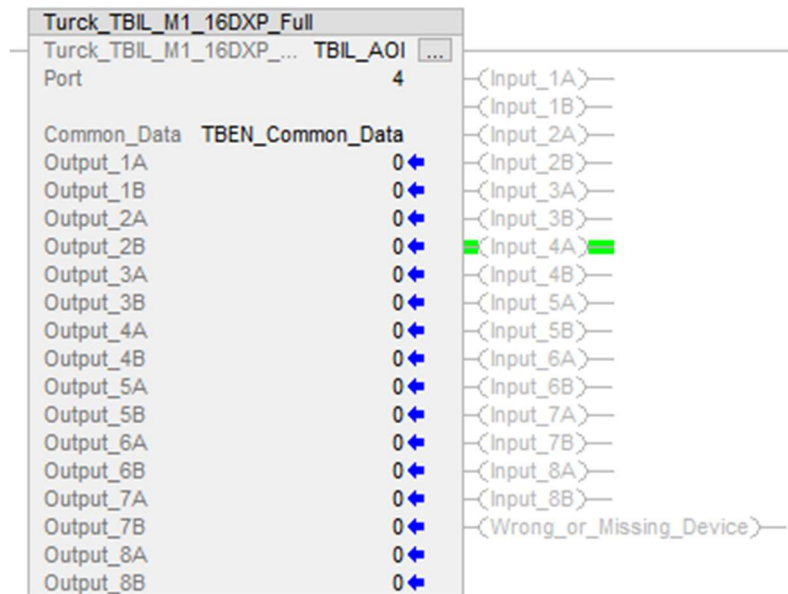 Turck_TBIL_M1_16DXP_Full
Turck_TBIL_M1_16DXP_... TBIL_AOI ...
Port 4 (Input_1A)
(Input_1B)
Common_Data TBEN_Common_Data (Input_2A)
Output_1A 0 (Input_2B)
Output_1B 0 (Input_3A)
Output_2A 0 (Input_3B)
Output_2B 0 (Input_4A)
Output_3A 0 (Input_4B)
Output_3B 0 (Input_5A)
Output_4A 0 (Input_5B)
Output_4B 0 (Input_6A)
Output_5A 0 (Input_6B)
Output_5B 0 (Input_7A)
Output_6A 0 (Input_7B)
Output_6B 0 (Input_8A)
Output_7A 0 (Input_8B)
Output_7B 0 (Wrong_or_Missing_Device)
Output_8A 0
Output_8B 0